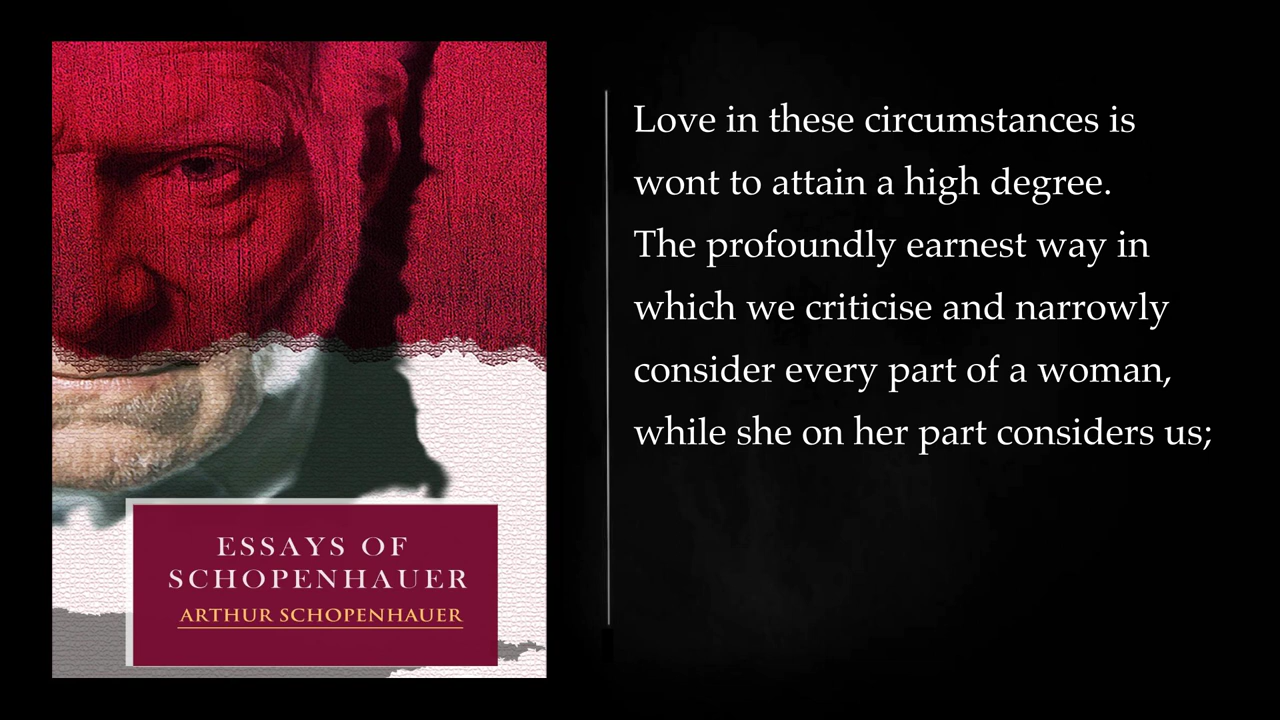 ESSAYS OF
SCHOPENHAUER
ARTHUR SCHOPENHAUER
Love in these circumstances is
wont to attain a high degree.
The profoundly earnest way in
which we criticise and narrowly
consider every part of a woman,
while she on her part considers us;